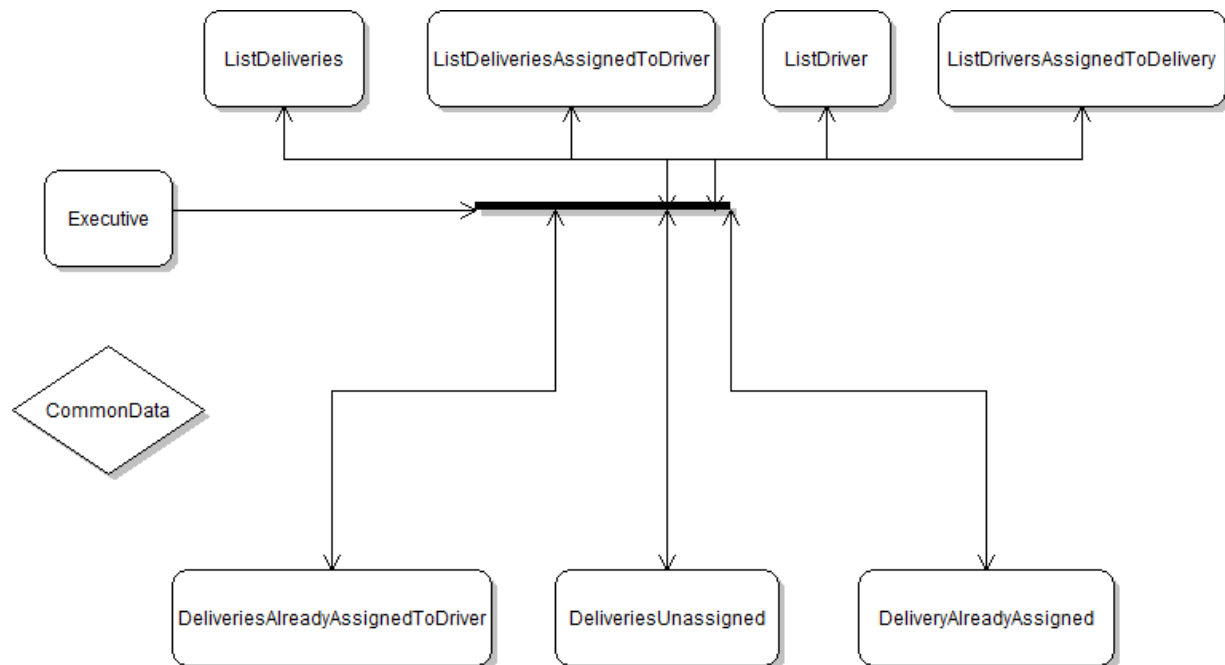 ListDeliveries
ListDeliveriesAssignedToDriver
ListDriver
ListDriversAssignedToDelivery
Executive
CommonData
DeliveriesAlreadyAssignedToDriver
DeliveriesUnassigned
DeliveryAlreadyAssigned